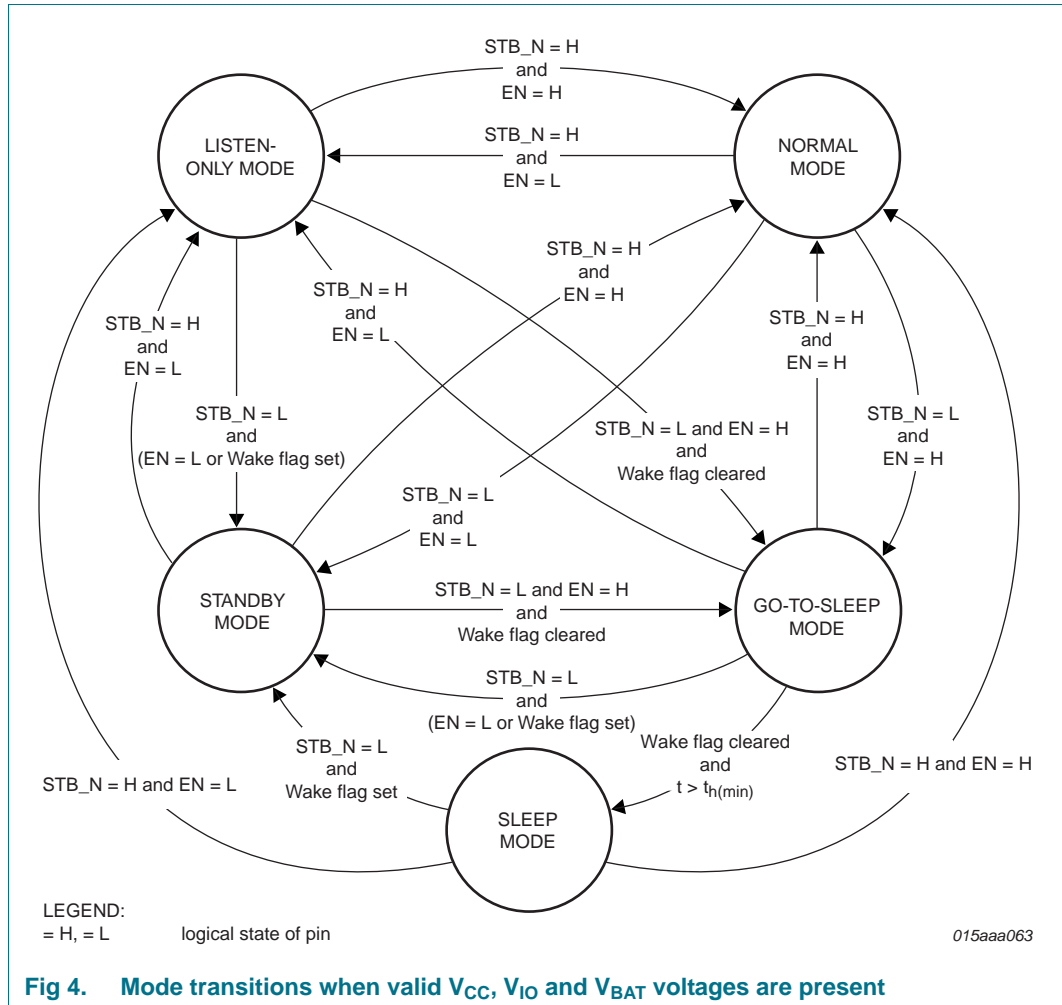 STB_N = H
and
EN = H
LISTEN-
ONLY MODE
STB_N = H
and
EN = L
NORMAL
MODE
STB_N = H
and
EN = L
STB_N = H
and
EN = L
STB_N = H
and
EN = H
STB_N = H
and
EN = H
STB_N = L
and
(EN = L or Wake flag set)
STB_N = L and EN = H
and
Wake flag cleared
STB_N = L
and
EN = H
STB_N = L
and
EN = L
STANDBY
MODE
STB_N = L and EN = H
and
Wake flag cleared
GO-TO-SLEEP
MODE
STB_N = L
and
(EN = L or Wake flag set)
STB_N = L
and
Wake flag set
Wake flag cleared
and
t > th(min)
STB_N = H and EN = L
STB_N = H and EN = H
SLEEP
MODE
LEGEND:
= H, = L logical state of pin
015aaa063
Fig 4. Mode transitions when valid VCC, VIO and VBAT voltages are present